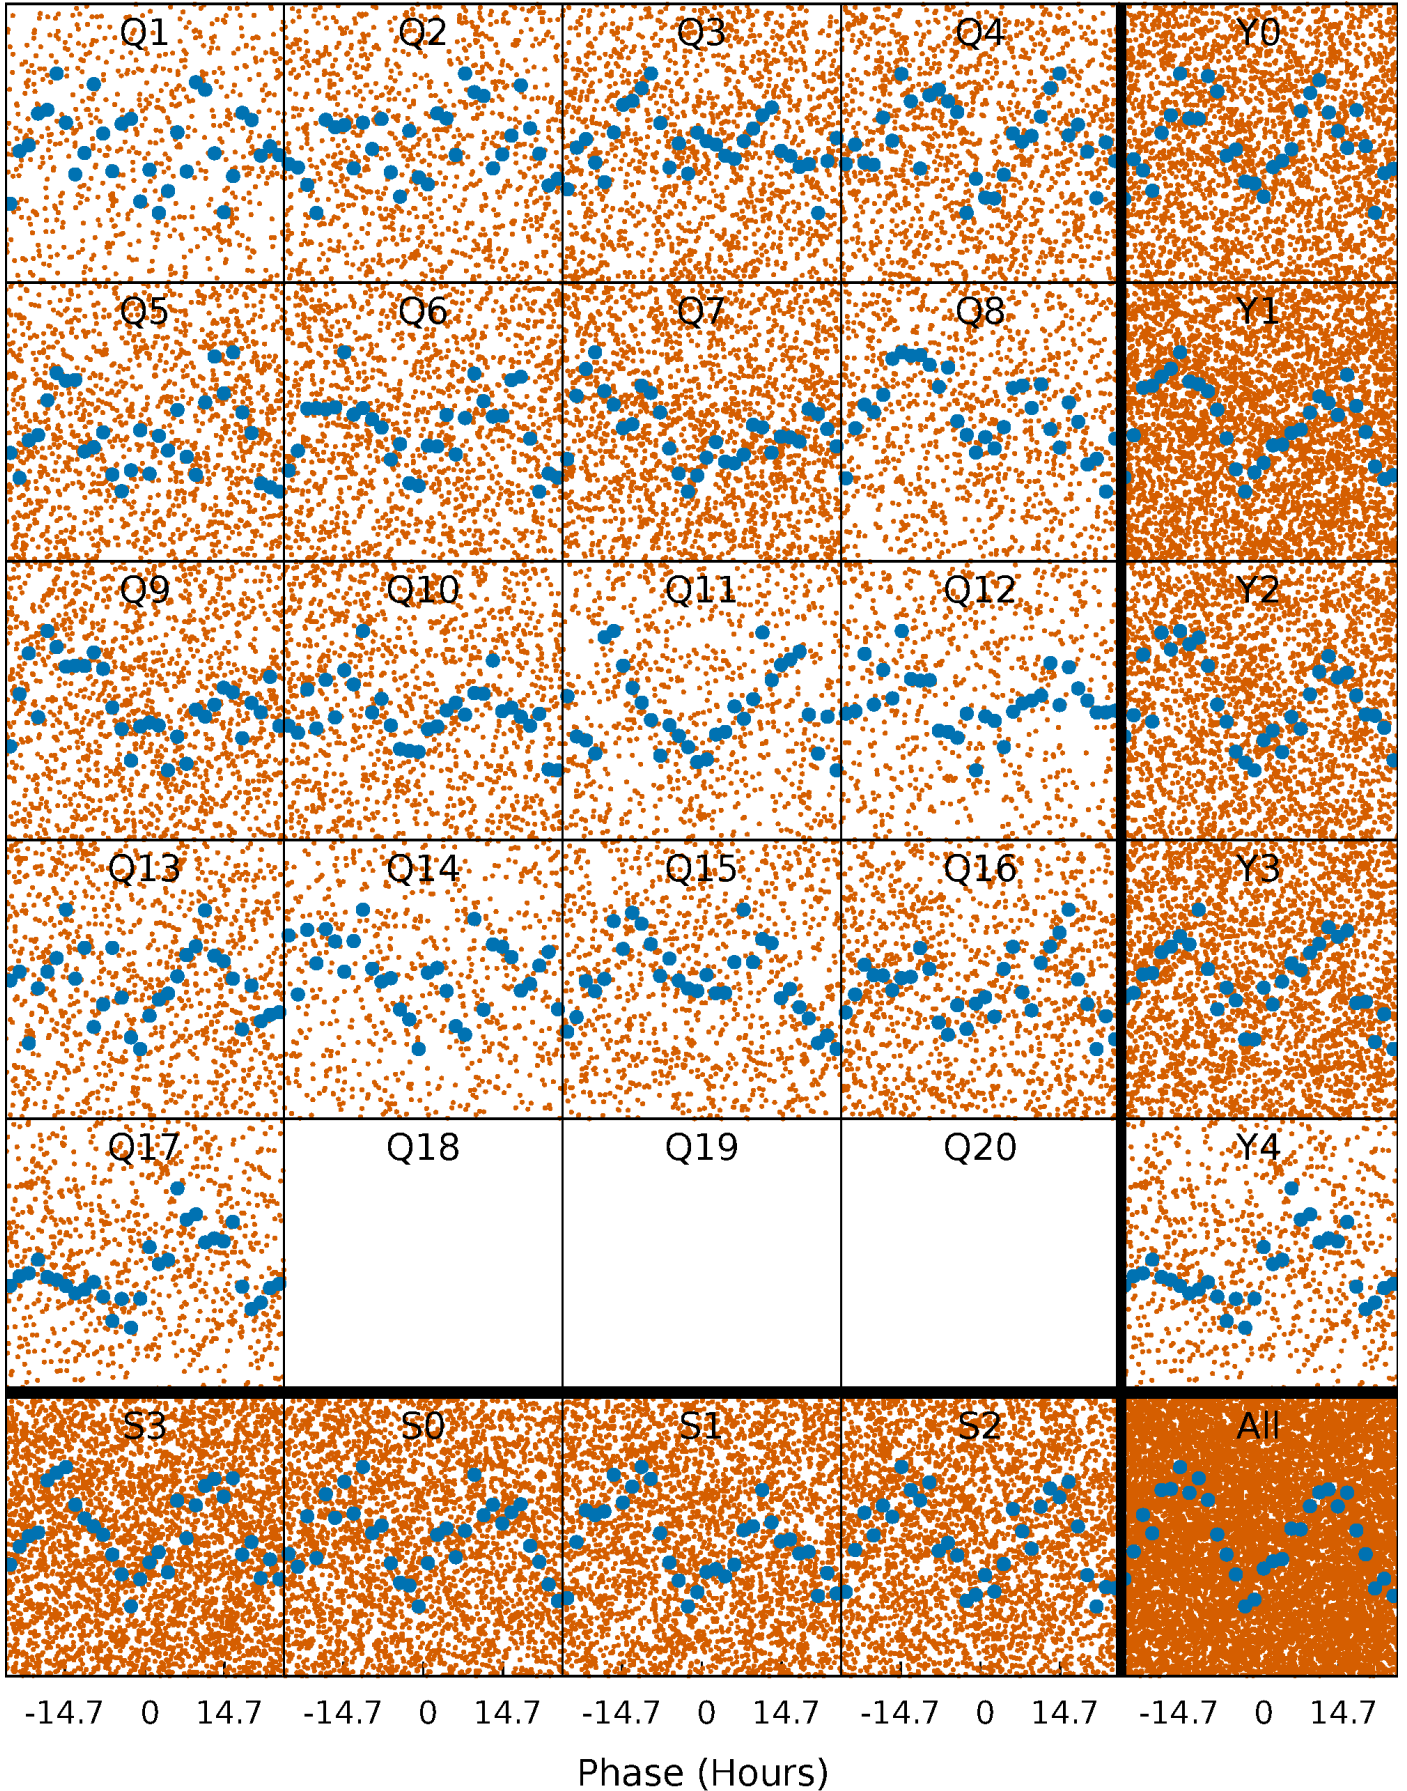 Q1 Q2 Q3 Q4 Y0
Q5 Q6 Q7 Q8 Y1
Q9 Q10 Q11 Q12 Y2
Q13 Q14 Q15 Q16 Y3
Q17 Q18 Q19 Q20 Y4
S3 S0 S1 S2 All
-14.7 0 14.7 -14.7 0 14.7 -14.7 0 14.7 -14.7 0 14.7 -14.7 0 14.7
Phase (Hours)